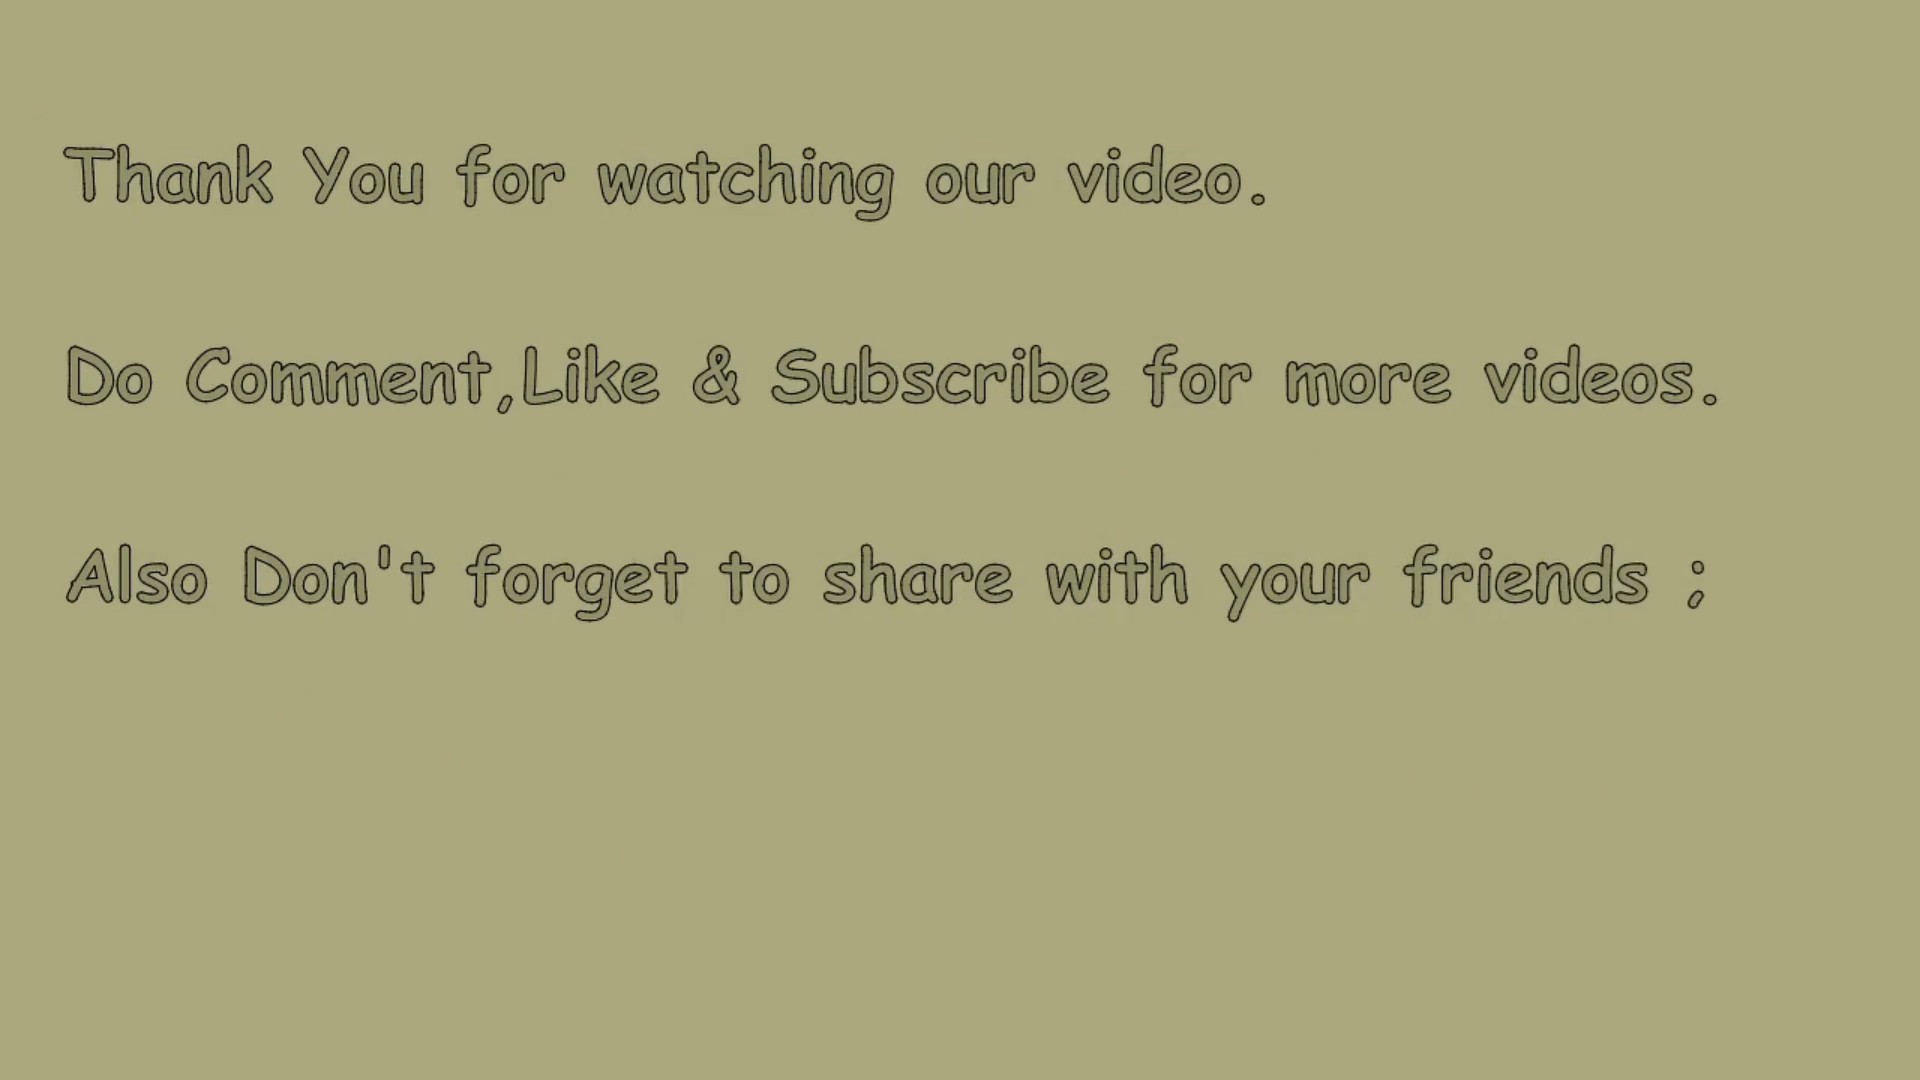 Thank You for watching our video.
Do Comment,Like & Subscribe for more videos.
Also Don't forget to share with your friends ;